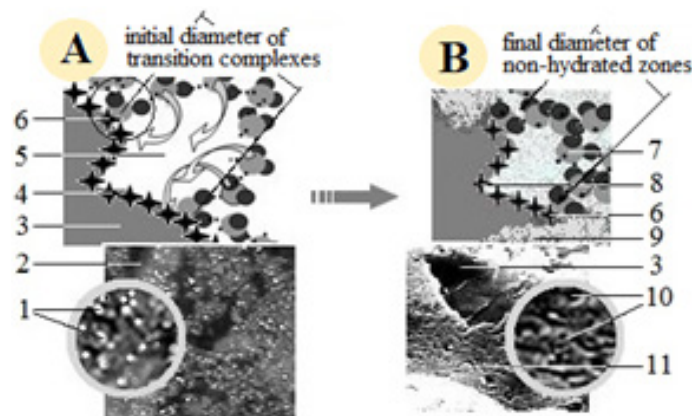 A
initial diameter of
transition complexes
6
5
4
3
2
1
B
final diameter of
non-hydrated zones
7
8
6
9
3
10
11